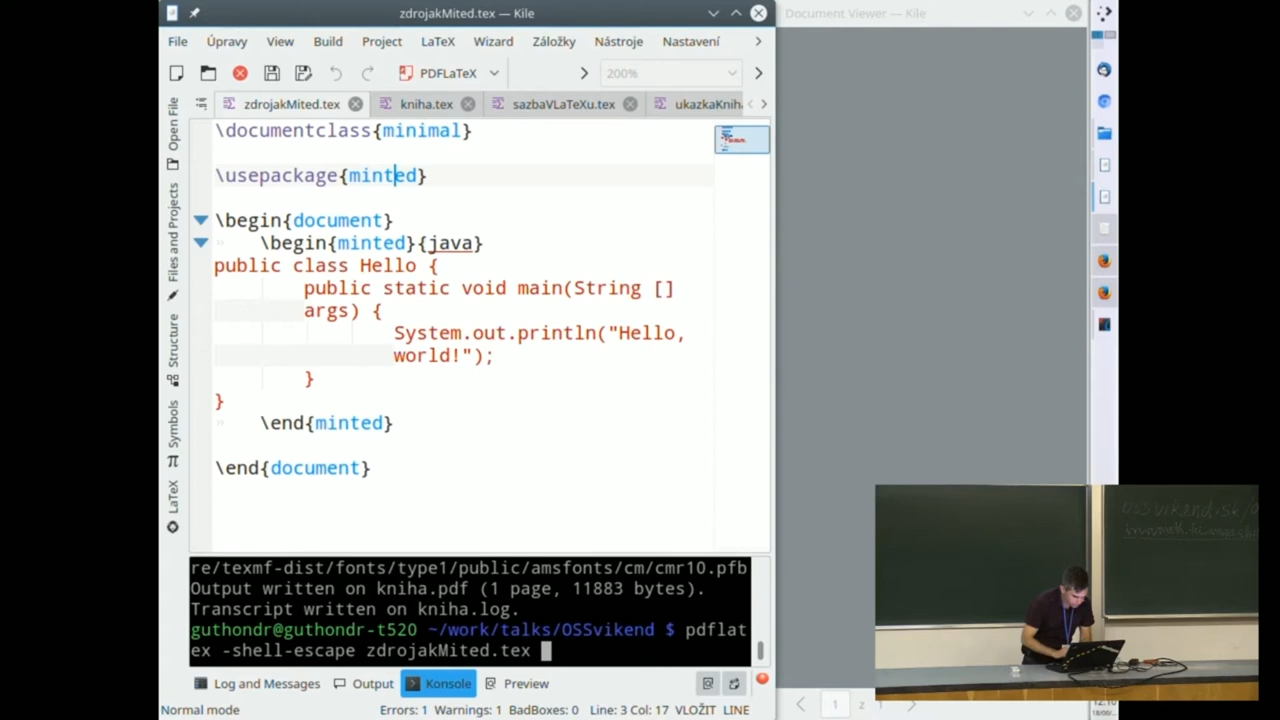 zdrojakMited.tex — Kile
Document Viewer — Kile
File Úpravy View Build Project LaTeX Wizard Záložky Nástroje Nastavení
PDFLaTeX
200%
zdrojakMited.tex
kniha.tex
sazbaVLaTeXu.tex
ukazkaKnih
Open File
Files and Projects
Structure
Symbols
LaTeX
\documentclass{minimal}
\usepackage{minted}
\begin{document}
\begin{minted}{java}
public class Hello {
public static void main(String []
args) {
System.out.println("Hello,
world!");
}
}
\end{minted}
\end{document}
re/texmf-dist/fonts/type1/public/amsfonts/cm/cmr10.pfb
Output written on kniha.pdf (1 page, 11883 bytes).
Transcript written on kniha.log.
guthondr@guthondr-t520 ~/work/talks/OSSvikend $ pdflat
ex -shell-escape zdrojakMited.tex
Log and Messages Output Konsole Preview
Normal mode Errors: 1 Warnings: 1 BadBoxes: 0 Line: 3 Col: 17 VLOŽIT LINE
1 z 1